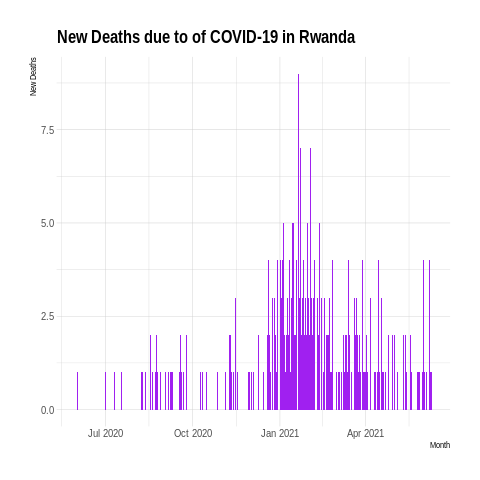 New Deaths due to of COVID-19 in Rwanda
New Deaths
7.5
5.0
2.5
0.0
Jul 2020 Oct 2020 Jan 2021 Apr 2021
Month